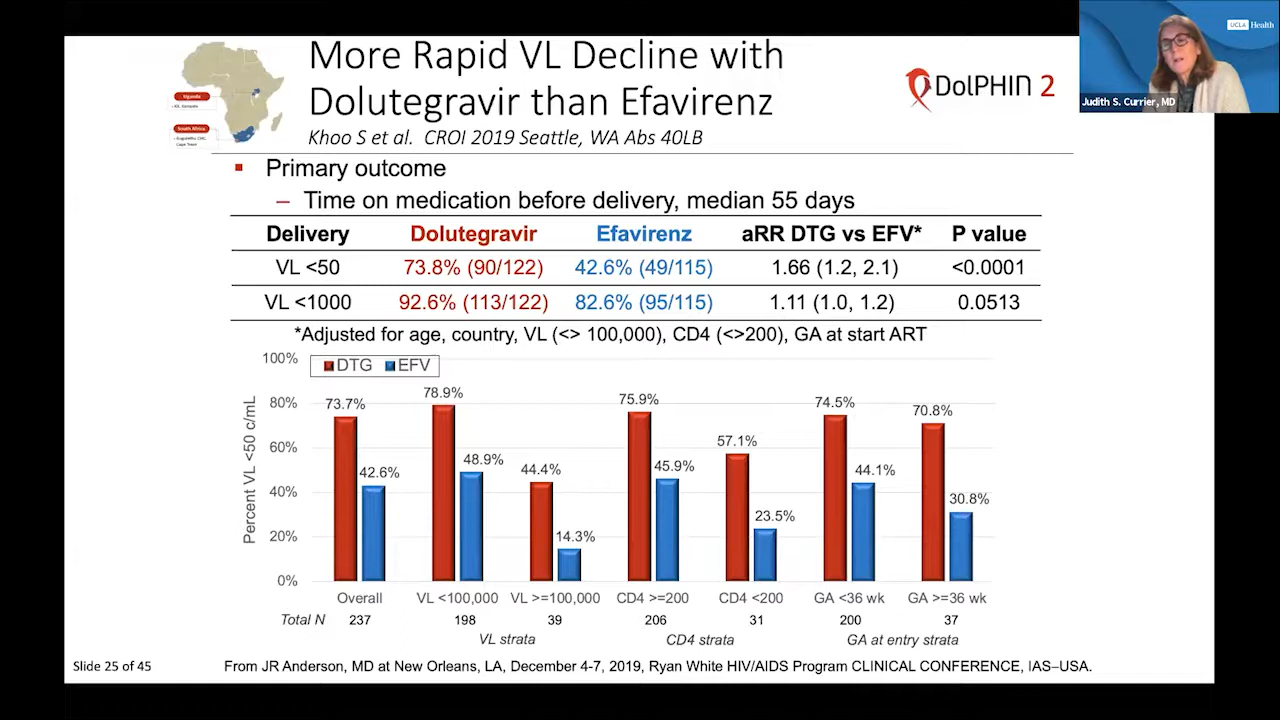 UCLA Health
Judith S. Currier, MD
More Rapid VL Decline with
Dolutegravir than Efavirenz
Khoo S et al. CROI 2019 Seattle, WA Abs 40LB
DolPHIN 2
Uganda
South Africa
Primary outcome
– Time on medication before delivery, median 55 days
Delivery Dolutegravir Efavirenz aRR DTG vs EFV* P value
VL <50 73.8% (90/122) 42.6% (49/115) 1.66 (1.2, 2.1) <0.0001
VL <1000 92.6% (113/122) 82.6% (95/115) 1.11 (1.0, 1.2) 0.0513
*Adjusted for age, country, VL (<> 100,000), CD4 (<>200), GA at start ART
Percent VL <50 c/mL
100%
80%
60%
40%
20%
0%
DTG EFV
73.7% 42.6%
78.9% 48.9%
44.4% 14.3%
75.9% 45.9%
57.1% 23.5%
74.5% 44.1%
70.8% 30.8%
Overall VL <100,000 VL >=100,000 CD4 >=200 CD4 <200 GA <36 wk GA >=36 wk
Total N 237 198 39 206 31 200 37
VL strata CD4 strata GA at entry strata
Slide 25 of 45
From JR Anderson, MD at New Orleans, LA, December 4-7, 2019, Ryan White HIV/AIDS Program CLINICAL CONFERENCE, IAS–USA.